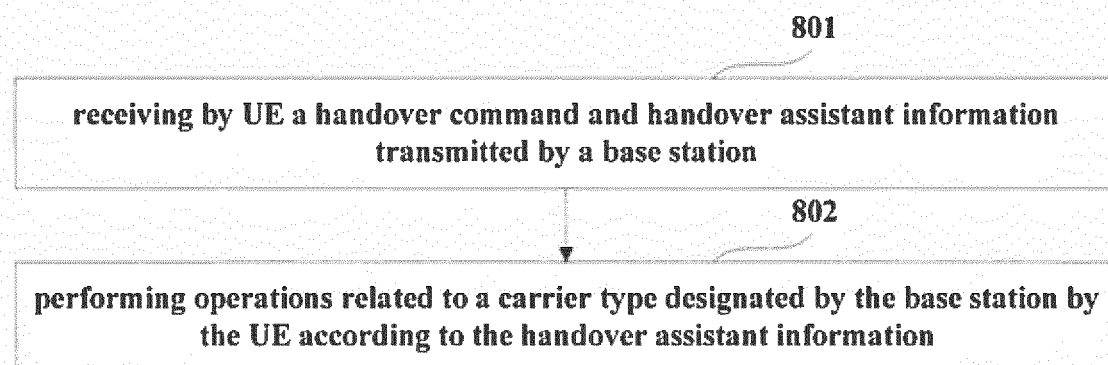 801
receiving by UE a handover command and handover assistant information
transmitted by a base station
802
performing operations related to a carrier type designated by the base station by
the UE according to the handover assistant information